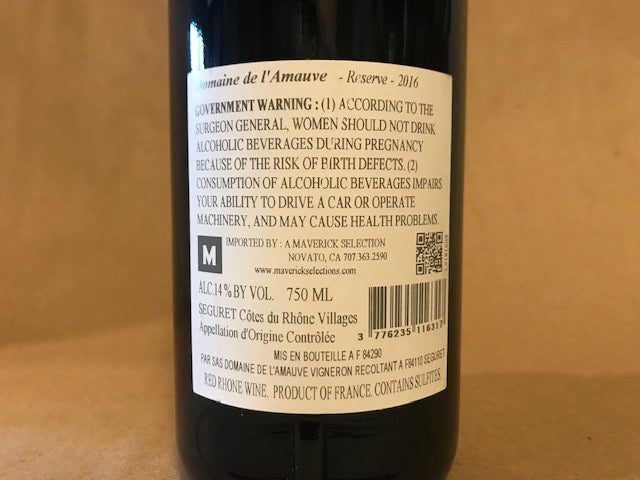 Domaine de l'Amauve - Reserve - 2016
GOVERNMENT WARNING : (1) ACCORDING TO THE
SURGEON GENERAL, WOMEN SHOULD NOT DRINK
ALCOHOLIC BEVERAGES DURING PREGNANCY
BECAUSE OF THE RISK OF BIRTH DEFECTS. (2)
CONSUMPTION OF ALCOHOLIC BEVERAGES IMPAIRS
YOUR ABILITY TO DRIVE A CAR OR OPERATE
MACHINERY, AND MAY CAUSE HEALTH PROBLEMS.
M
IMPORTED BY : A MAVERICK SELECTION
NOVATO, CA 707.363.2590
www.maverickselections.com
ALC.14 % BY VOL. 750 ML
SEGURET Côtes du Rhône Villages
Appellation d'Origine Contrôlée
3 776235 116317
MIS EN BOUTEILLE A F 84290
PAR SAS DOMAINE DE L'AMAUVE VIGNERON RECOLTANT A F84110 SEGURET
RED RHONE WINE. PRODUCT OF FRANCE. CONTAINS SULFITES.